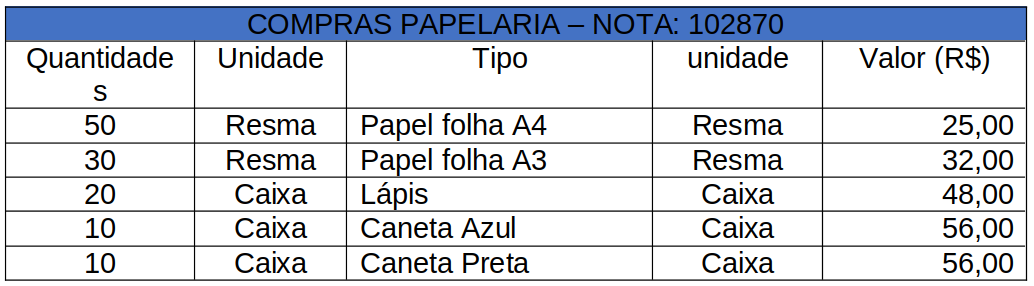 COMPRAS PAPELARIA – NOTA: 102870
Quantidade
s Unidade Tipo unidade Valor (R$)
50 Resma Papel folha A4 Resma 25,00
30 Resma Papel folha A3 Resma 32,00
20 Caixa Lápis Caixa 48,00
10 Caixa Caneta Azul Caixa 56,00
10 Caixa Caneta Preta Caixa 56,00